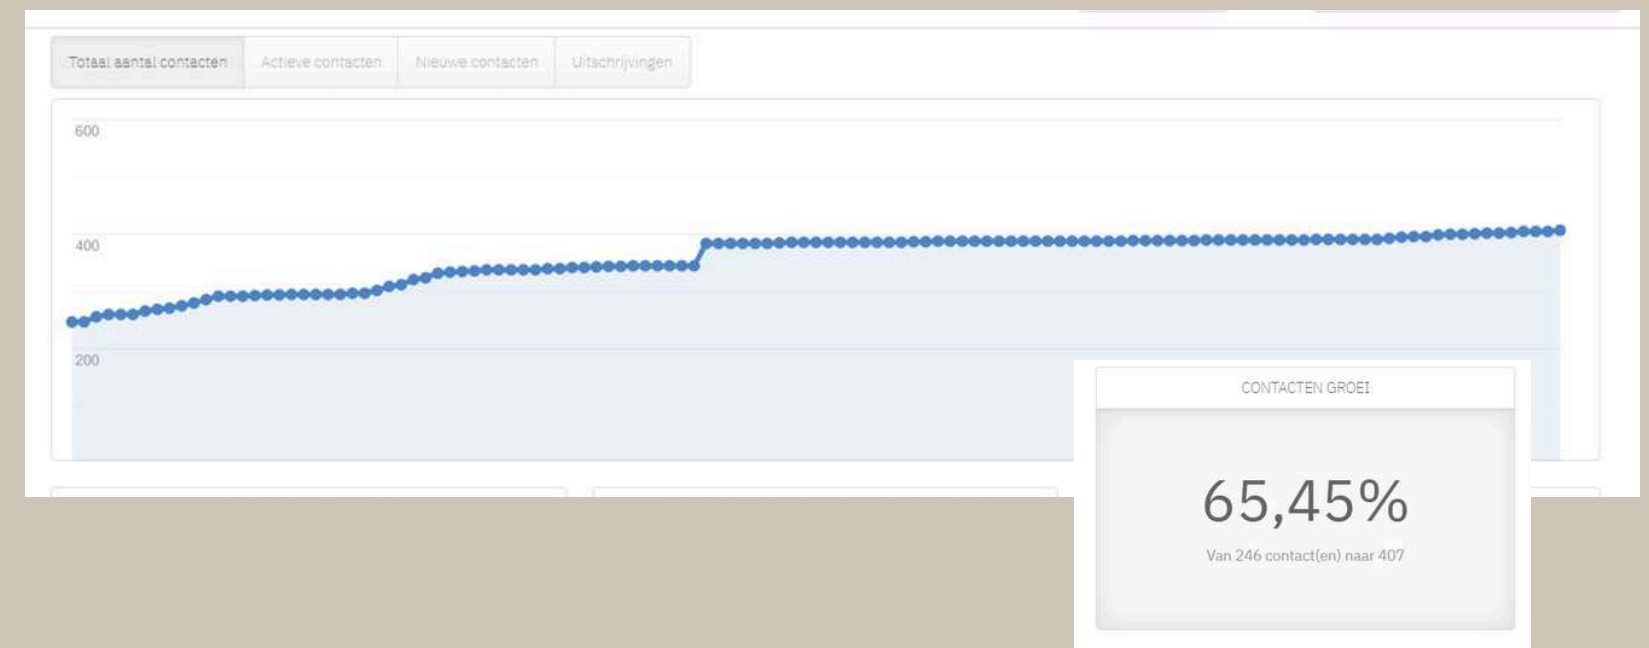 Totaal aantal contacten
Actieve contacten
Nieuwe contacten
Uitschrijvingen
600
400
200
CONTACTEN GROEI
65,45%
Van 246 contact(en) naar 407